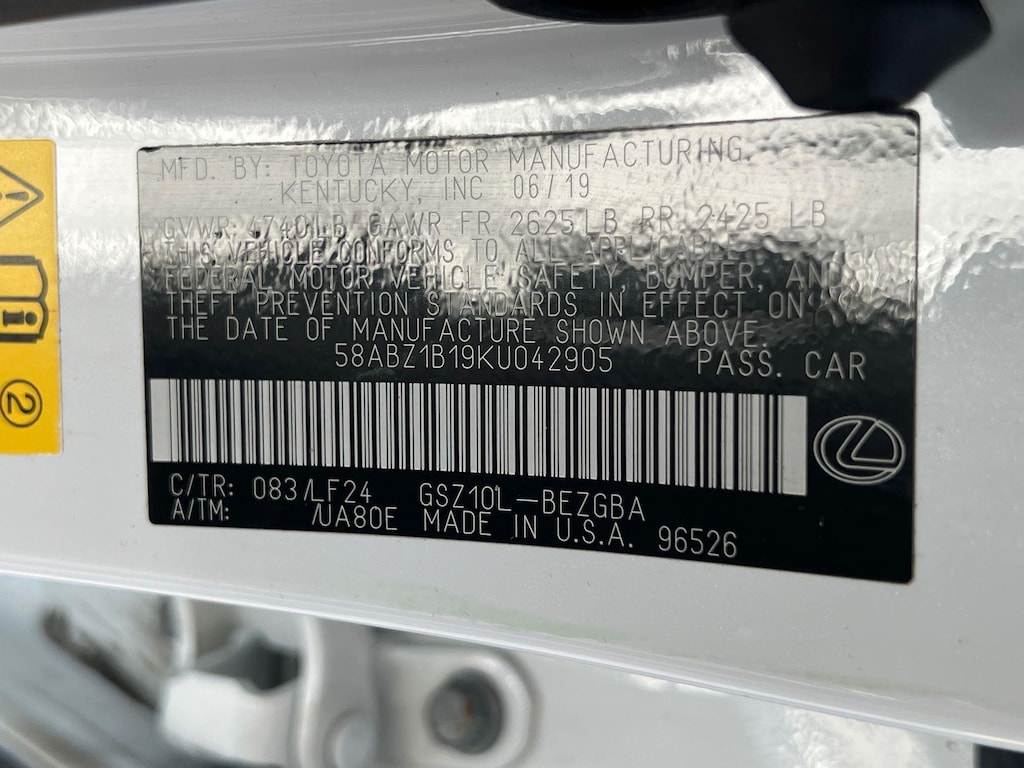 MFD. BY: TOYOTA MOTOR MANUFACTURING
KENTUCKY, INC 06/19
GVWR 4740LB GAWR FR 2625LB RR 2425 LB
THIS VEHICLE CONFORMS TO ALL APPLICABLE
FEDERAL MOTOR VEHICLE SAFETY, BUMPER, AND
THEFT PREVENTION STANDARDS IN EFFECT ON
THE DATE OF MANUFACTURE SHOWN ABOVE.
58ABZ1B19KU042905 PASS. CAR
C/TR: 083/LF24 GSZ10L-BEZGBA
A/TM: /UA80E MADE IN U.S.A. 96526
2